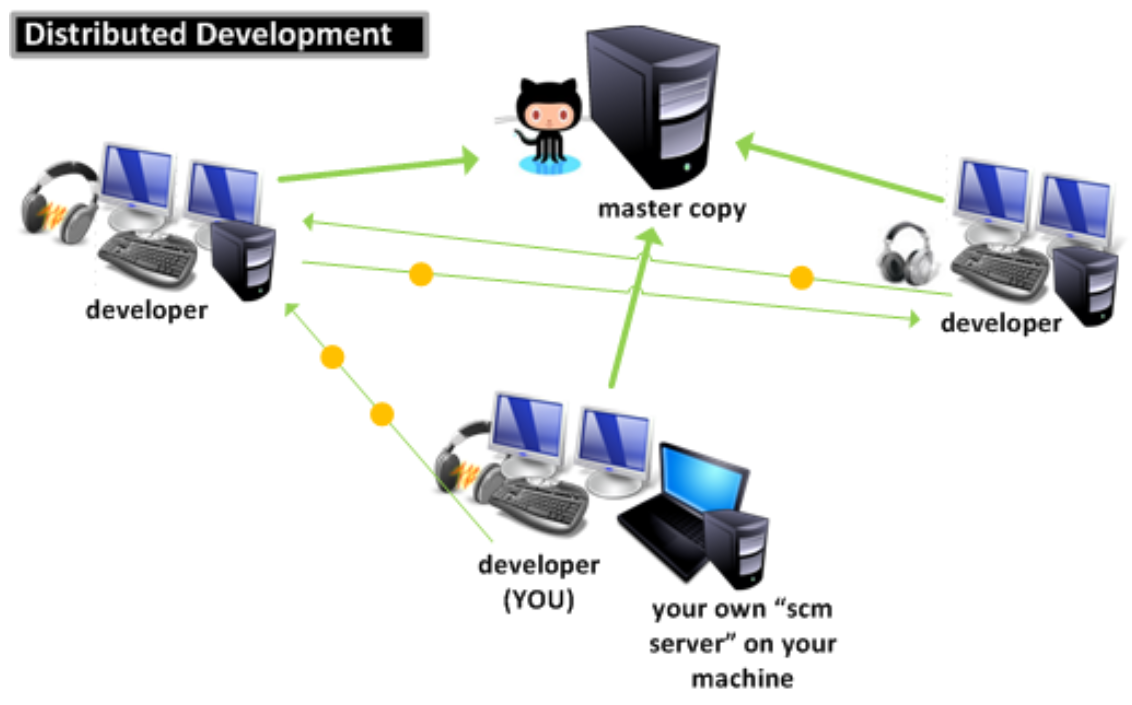 Distributed Development
master copy
developer
developer
developer
(YOU)
your own “scm
server” on your
machine